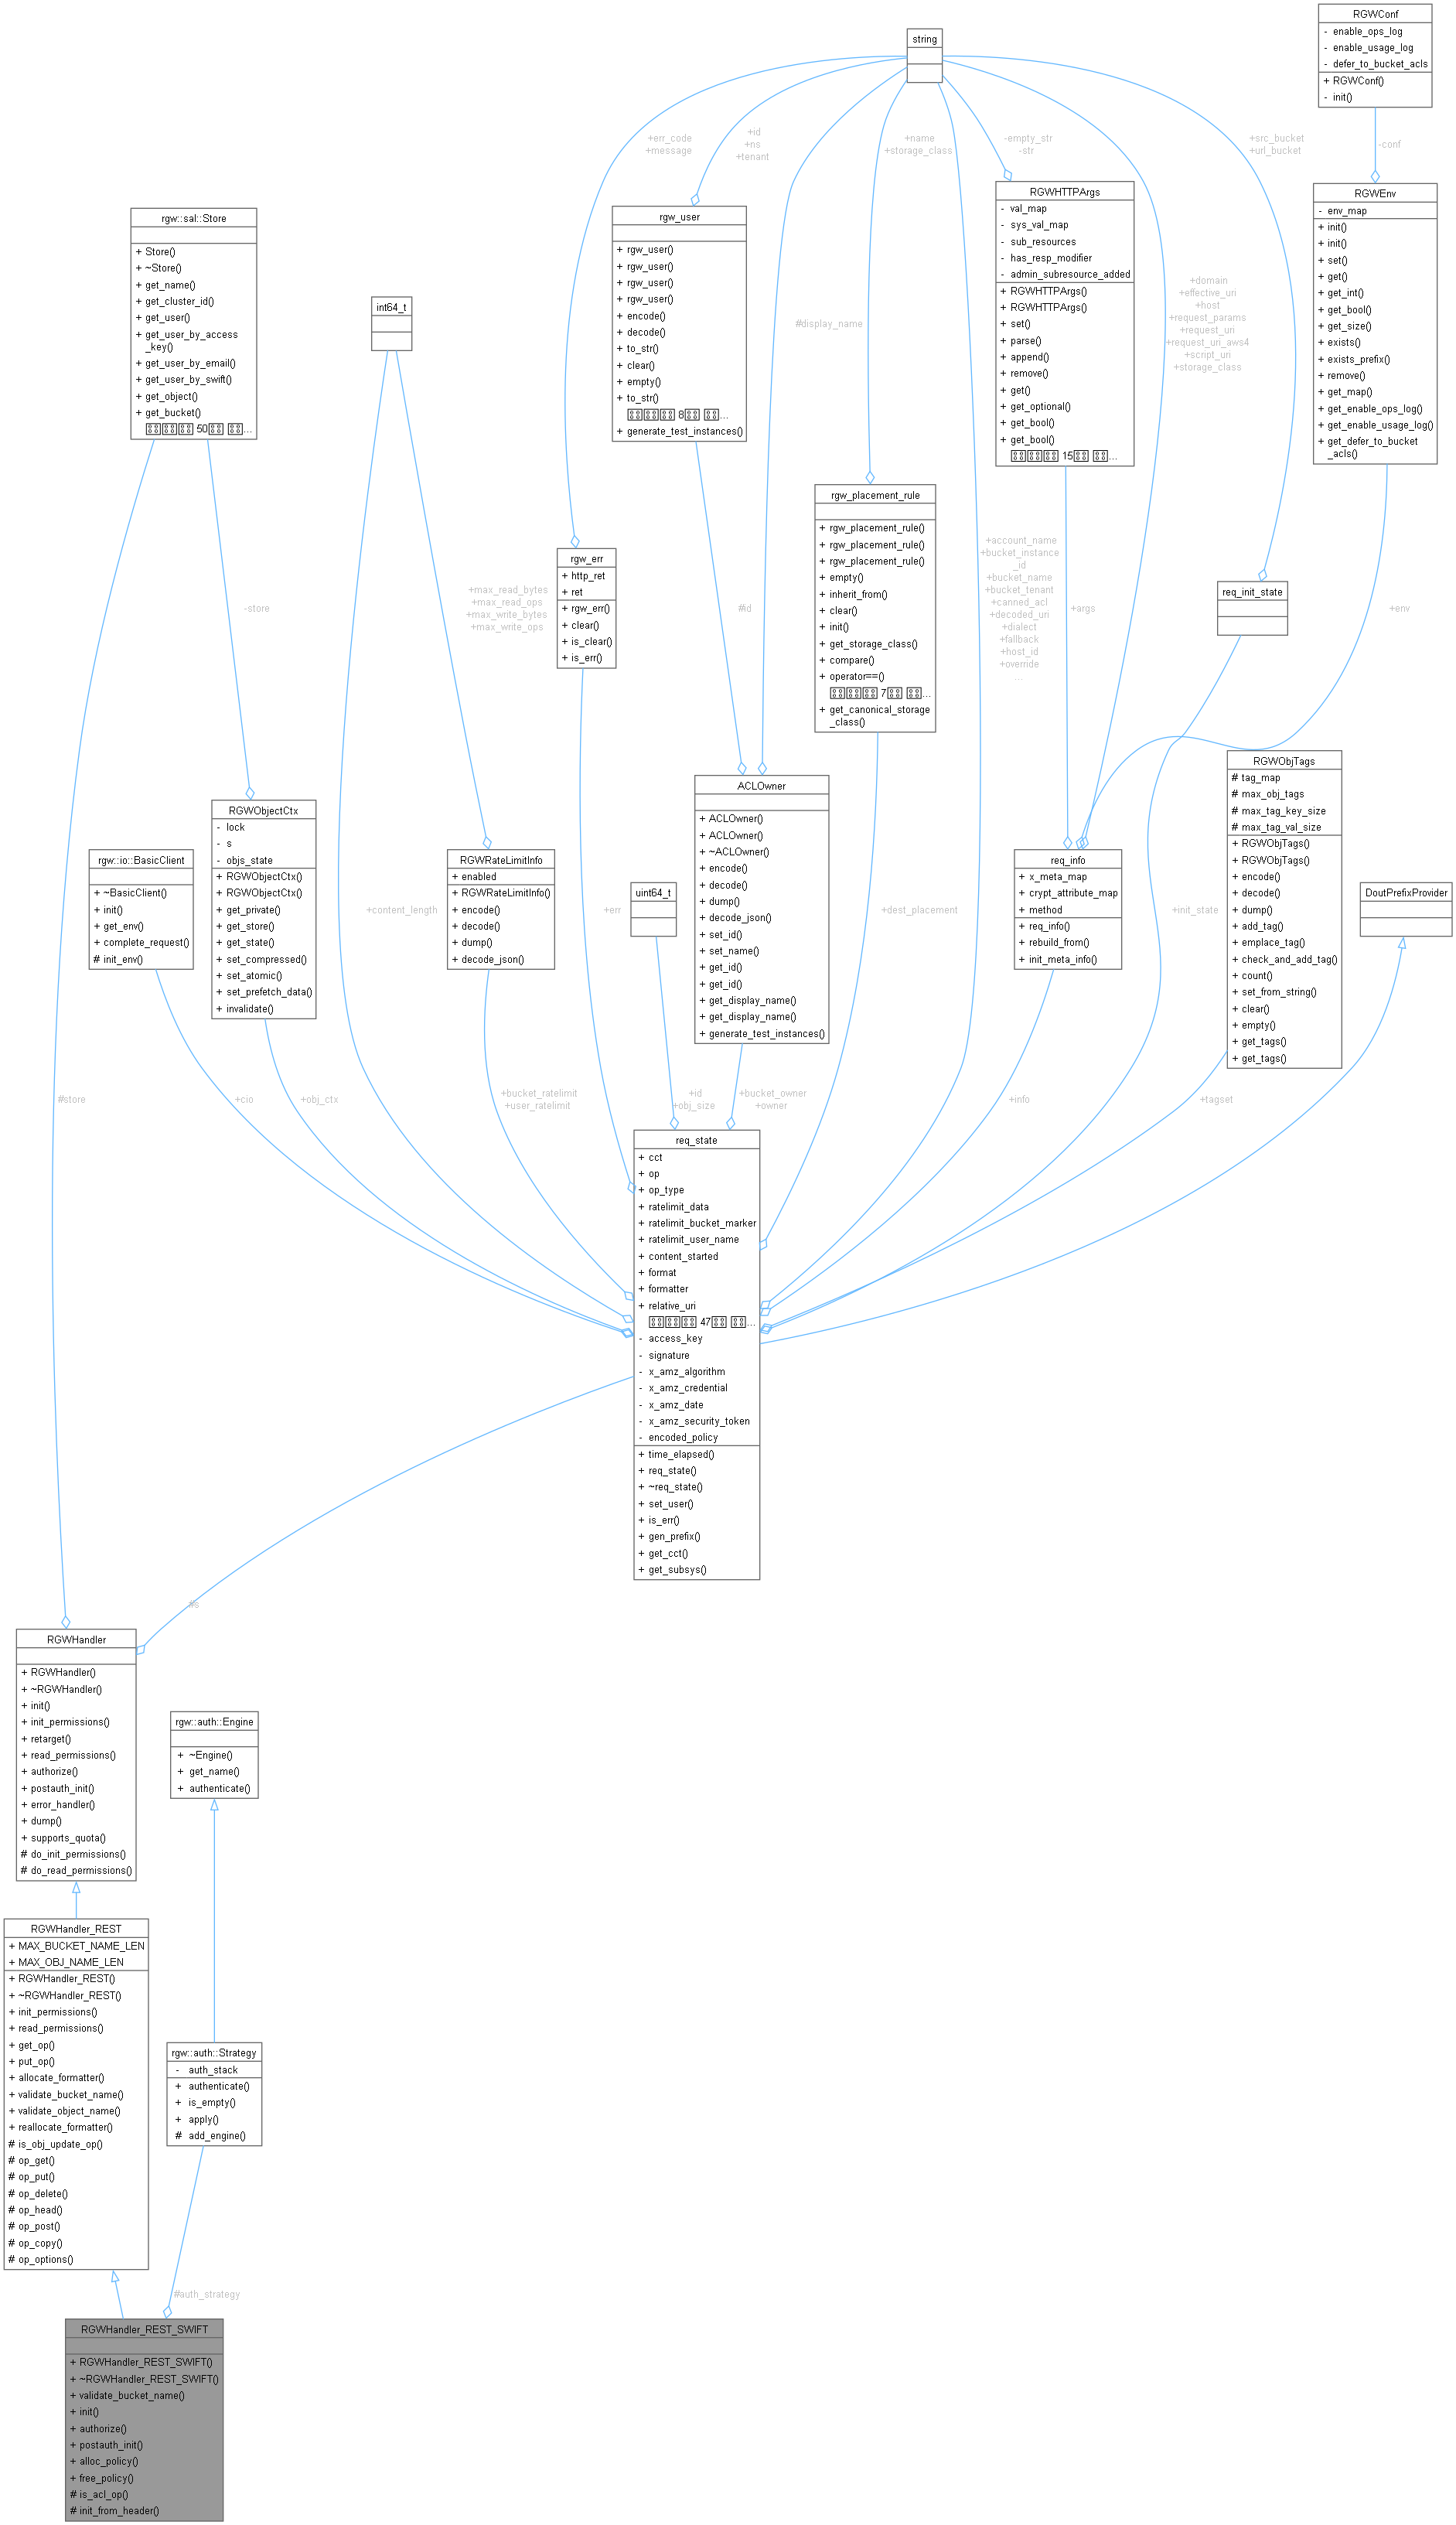 RGWConf
- enable_ops_log
- enable_usage_log
- defer_to_bucket_acls
+ RGWConf()
- init()
string
+err_code
+message
+id
+ns
+tenant
+name
+storage_class
-empty_str
-str
+src_bucket
+url_bucket
-conf
rgw::sal::Store
+ Store()
+ ~Store()
+ get_name()
+ get_cluster_id()
+ get_user()
+ get_user_by_access
_key()
+ get_user_by_email()
+ get_user_by_swift()
+ get_object()
+ get_bucket()
50
...
int64_t
rgw_user
+ rgw_user()
+ rgw_user()
+ rgw_user()
+ rgw_user()
+ encode()
+ decode()
+ to_str()
+ clear()
+ empty()
+ to_str()
8
...
+ generate_test_instances()
#display_name
RGWHTTPArgs
- val_map
- sys_val_map
- sub_resources
- has_resp_modifier
- admin_subresource_added
+ RGWHTTPArgs()
+ RGWHTTPArgs()
+ set()
+ parse()
+ append()
+ remove()
+ get()
+ get_optional()
+ get_bool()
+ get_bool()
15
...
+domain
+effective_uri
+host
+request_params
+request_uri
+request_uri_aws4
+script_uri
+storage_class
RGWEnv
- env_map
+ init()
+ init()
+ set()
+ get()
+ get_int()
+ get_bool()
+ get_size()
+ exists()
+ exists_prefix()
+ remove()
+ get_map()
+ get_enable_ops_log()
+ get_enable_usage_log()
+ get_defer_to_bucket
_acls()
-store
+max_read_bytes
+max_read_ops
+max_write_bytes
+max_write_ops
rgw_err
+ http_ret
+ ret
+ rgw_err()
+ clear()
+ is_clear()
+ is_err()
#id
rgw_placement_rule
+ rgw_placement_rule()
+ rgw_placement_rule()
+ rgw_placement_rule()
+ empty()
+ inherit_from()
+ clear()
+ init()
+ get_storage_class()
+ compare()
+ operator==()
7
...
+ get_canonical_storage
_class()
+account_name
+bucket_instance
_id
+bucket_name
+bucket_tenant
+canned_acl
+decoded_uri
+dialect
+fallback
+host_id
+override
...
+args
req_init_state
+env
RGWObjectCtx
- lock
- s
- objs_state
+ RGWObjectCtx()
+ RGWObjectCtx()
+ get_private()
+ get_store()
+ get_state()
+ set_compressed()
+ set_atomic()
+ set_prefetch_data()
+ invalidate()
rgw::io::BasicClient
+ ~BasicClient()
+ init()
+ get_env()
+ complete_request()
# init_env()
+content_length
RGWRateLimitInfo
+ enabled
+ RGWRateLimitInfo()
+ encode()
+ decode()
+ dump()
+ decode_json()
+err
uint64_t
ACLOwner
+ ACLOwner()
+ ACLOwner()
+ ~ACLOwner()
+ encode()
+ decode()
+ dump()
+ decode_json()
+ set_id()
+ set_name()
+ get_id()
+ get_id()
+ get_display_name()
+ get_display_name()
+ generate_test_instances()
+dest_placement
req_info
+ x_meta_map
+ crypt_attribute_map
+ method
+ req_info()
+ rebuild_from()
+ init_meta_info()
+init_state
RGWObjTags
# tag_map
# max_obj_tags
# max_tag_key_size
# max_tag_val_size
+ RGWObjTags()
+ RGWObjTags()
+ encode()
+ decode()
+ dump()
+ add_tag()
+ emplace_tag()
+ check_and_add_tag()
+ count()
+ set_from_string()
+ clear()
+ empty()
+ get_tags()
+ get_tags()
DoutPrefixProvider
#store
+cio
+obj_ctx
+bucket_ratelimit
+user_ratelimit
+id
+obj_size
+bucket_owner
+owner
+info
+tagset
req_state
+ cct
+ op
+ op_type
+ ratelimit_data
+ ratelimit_bucket_marker
+ ratelimit_user_name
+ content_started
+ format
+ formatter
+ relative_uri
47
...
- access_key
- signature
- x_amz_algorithm
- x_amz_credential
- x_amz_date
- x_amz_security_token
- encoded_policy
+ time_elapsed()
+ req_state()
+ ~req_state()
+ set_user()
+ is_err()
+ gen_prefix()
+ get_cct()
+ get_subsys()
#s
RGWHandler
+ RGWHandler()
+ ~RGWHandler()
+ init()
+ init_permissions()
+ retarget()
+ read_permissions()
+ authorize()
+ postauth_init()
+ error_handler()
+ dump()
+ supports_quota()
# do_init_permissions()
# do_read_permissions()
rgw::auth::Engine
+ ~Engine()
+ get_name()
+ authenticate()
RGWHandler_REST
+ MAX_BUCKET_NAME_LEN
+ MAX_OBJ_NAME_LEN
+ RGWHandler_REST()
+ ~RGWHandler_REST()
+ init_permissions()
+ read_permissions()
+ get_op()
+ put_op()
+ allocate_formatter()
+ validate_bucket_name()
+ validate_object_name()
+ reallocate_formatter()
# is_obj_update_op()
# op_get()
# op_put()
# op_delete()
# op_head()
# op_post()
# op_copy()
# op_options()
rgw::auth::Strategy
- auth_stack
+ authenticate()
+ is_empty()
+ apply()
# add_engine()
#auth_strategy
RGWHandler_REST_SWIFT
+ RGWHandler_REST_SWIFT()
+ ~RGWHandler_REST_SWIFT()
+ validate_bucket_name()
+ init()
+ authorize()
+ postauth_init()
+ alloc_policy()
+ free_policy()
# is_acl_op()
# init_from_header()